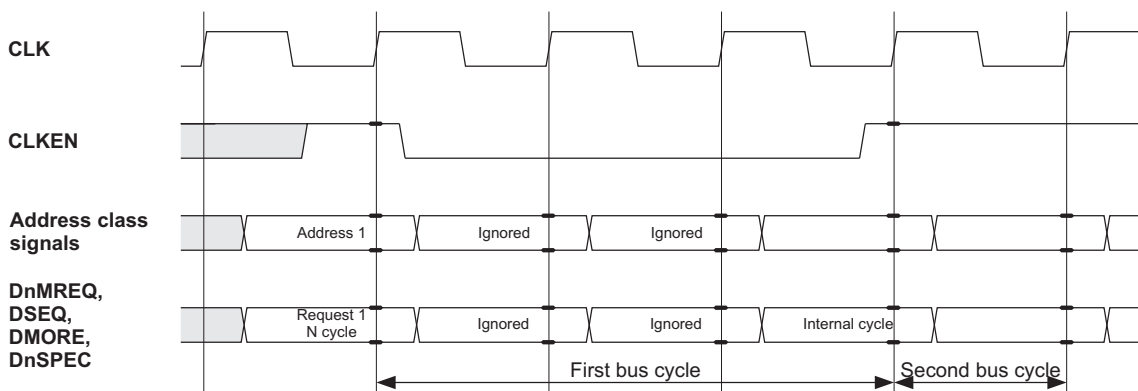 CLK
CLKEN
Address class
signals
Address 1
Ignored
Ignored
DnMREQ,
DSEQ,
DMORE,
DnSPEC
Request 1
N cycle
Ignored
Ignored
Internal cycle
First bus cycle
Second bus cycle